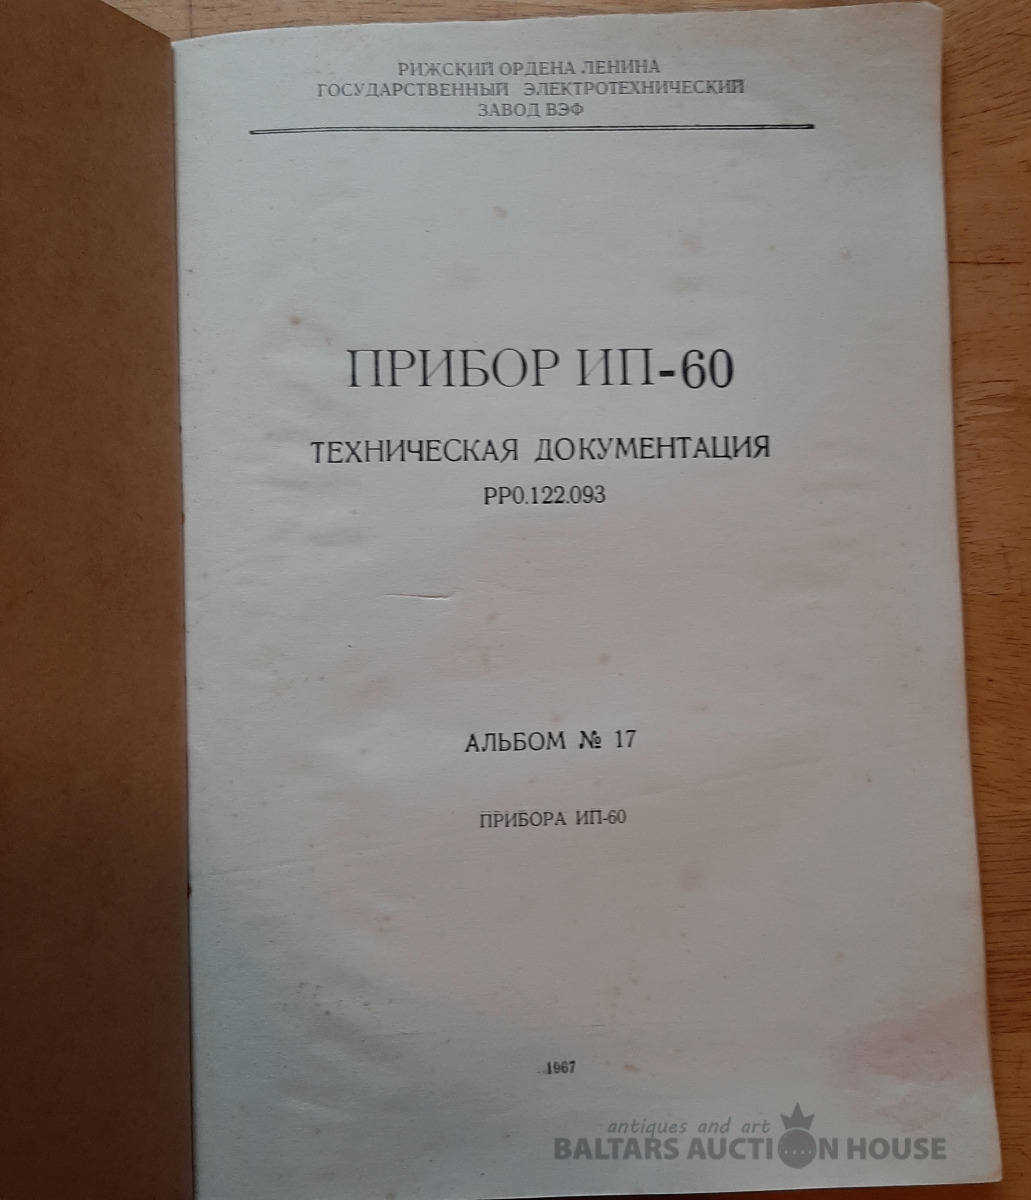 РИЖСКИЙ ОРДЕНА ЛЕНИНА
ГОСУДАРСТВЕННЫЙ ЭЛЕКТРОТЕХНИЧЕСКИЙ
ЗАВОД ВЭФ
ПРИБОР ИП-60
ТЕХНИЧЕСКАЯ ДОКУМЕНТАЦИЯ
РР0.122.093
АЛЬБОМ № 17
ПРИБОРА ИП-60
1967
antiques and art
BALTARS AUCTION HOUSE